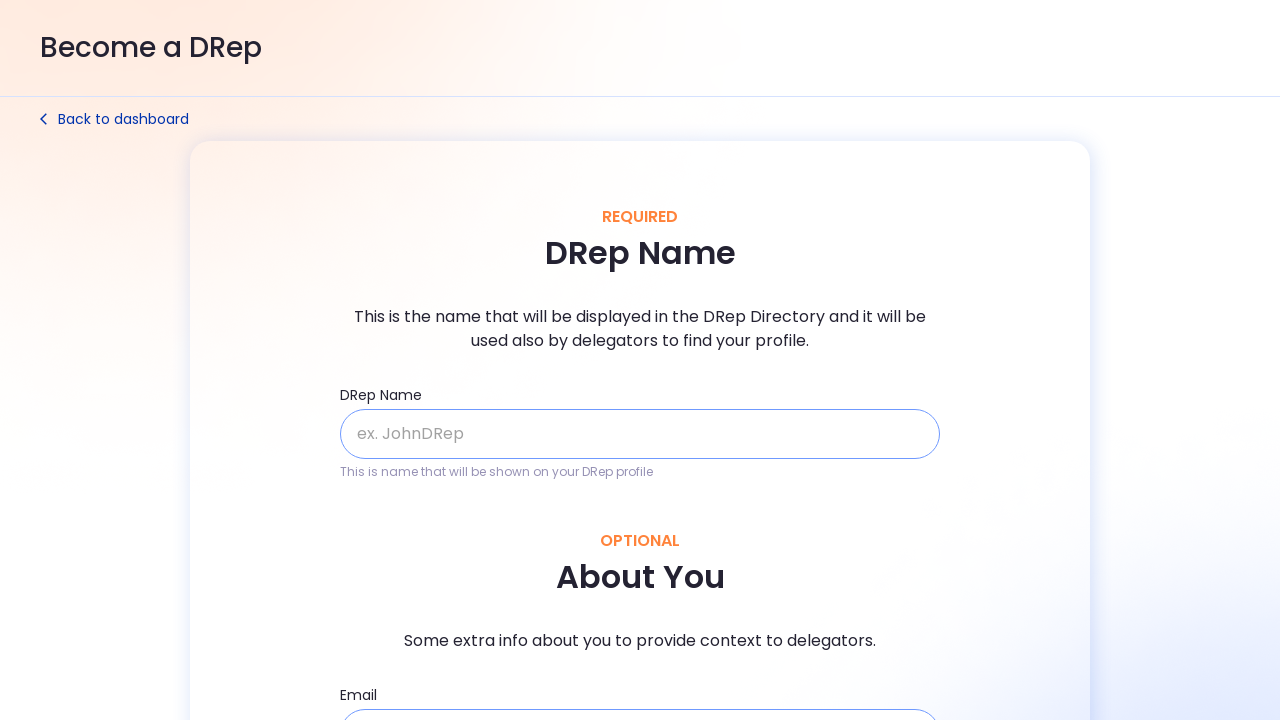 Become a DRep
Back to dashboard
REQUIRED
DRep Name
This is the name that will be displayed in the DRep Directory and it will be
used also by delegators to find your profile.
DRep Name
ex. JohnDRep
This is name that will be shown on your DRep profile
OPTIONAL
About You
Some extra info about you to provide context to delegators.
Email